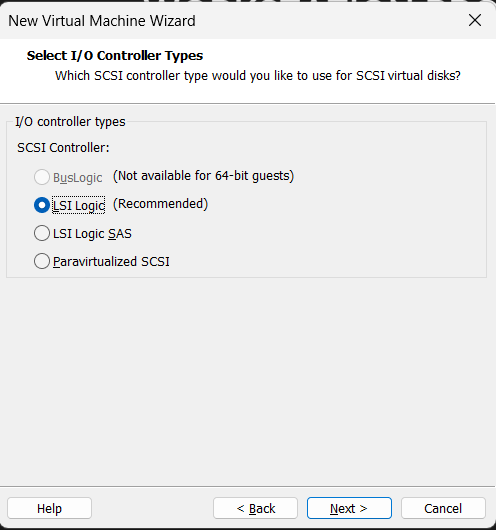 New Virtual Machine Wizard
Select I/O Controller Types
Which SCSI controller type would you like to use for SCSI virtual disks?
I/O controller types
SCSI Controller:
BusLogic (Not available for 64-bit guests)
LSI Logic (Recommended)
LSI Logic SAS
Paravirtualized SCSI
Help
< Back
Next >
Cancel